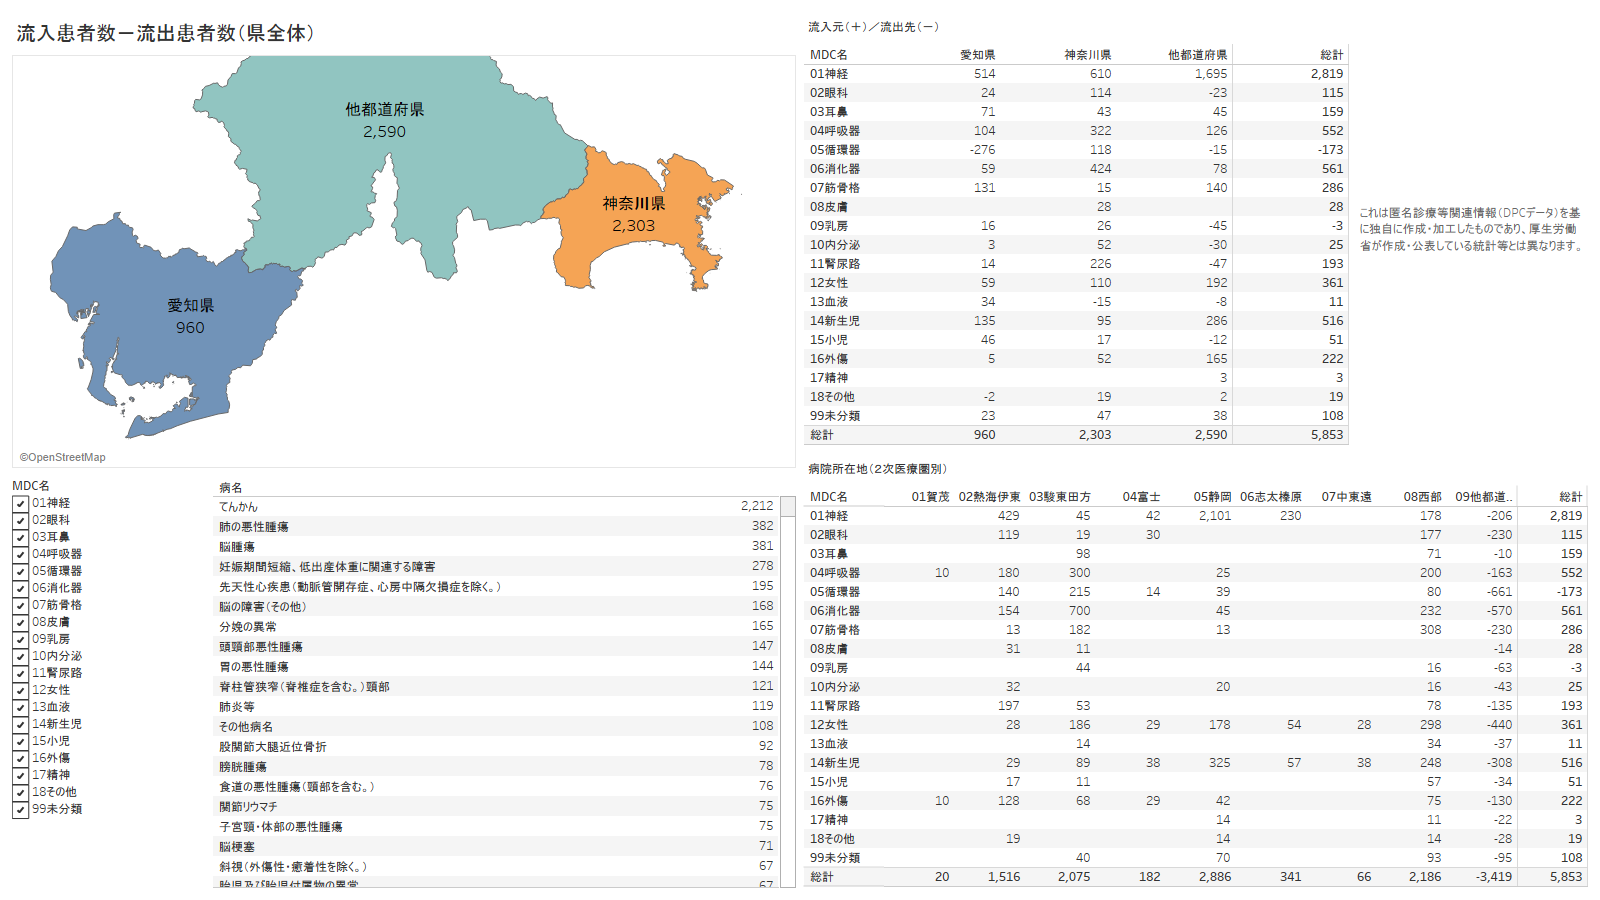 流入患者数－流出患者数（県全体）
他都道府県
2,590
神奈川県
2,303
愛知県
960
©OpenStreetMap
流入元（＋）／流出先（－）
MDC名 愛知県 神奈川県 他都道府県 総計
01神経 514 610 1,695 2,819
02眼科 24 114 -23 115
03耳鼻 71 43 45 159
04呼吸器 104 322 126 552
05循環器 -276 118 -15 -173
06消化器 59 424 78 561
07筋骨格 131 15 140 286
08皮膚 28 28
09乳房 16 26 -45 -3
10内分泌 3 52 -30 25
11腎尿路 14 226 -47 193
12女性 59 110 192 361
13血液 34 -15 -8 11
14新生児 135 95 286 516
15小児 46 17 -12 51
16外傷 5 52 165 222
17精神 3 3
18その他 -2 19 2 19
99未分類 23 47 38 108
総計 960 2,303 2,590 5,853
これは匿名診療等関連情報（DPCデータ）を基
に独自に作成・加工したものであり、厚生労働
省が作成・公表している統計等とは異なります。
MDC名
01神経
02眼科
03耳鼻
04呼吸器
05循環器
06消化器
07筋骨格
08皮膚
09乳房
10内分泌
11腎尿路
12女性
13血液
14新生児
15小児
16外傷
17精神
18その他
99未分類
病名
てんかん 2,212
肺の悪性腫瘍 382
脳腫瘍 381
妊娠期間短縮、低出産体重に関連する障害 278
先天性心疾患（動脈管開存症、心房中隔欠損症を除く。） 195
脳の障害（その他） 168
分娩の異常 165
頭頸部悪性腫瘍 147
胃の悪性腫瘍 144
脊柱管狭窄（脊椎症を含む。）頸部 121
肺炎等 119
その他病名 108
股関節大腿近位骨折 92
膀胱腫瘍 78
食道の悪性腫瘍（頸部を含む。） 76
関節リウマチ 75
子宮頸・体部の悪性腫瘍 75
脳梗塞 71
斜視（外傷性・癒着性を除く。） 67
胎児及び胎児付属物の異常 67
病院所在地（２次医療圏別）
MDC名 01賀茂 02熱海伊東 03駿東田方 04富士 05静岡 06志太榛原 07中東遠 08西部 09他都道.. 総計
01神経 429 45 42 2,101 230 178 -206 2,819
02眼科 119 19 30 177 -230 115
03耳鼻 98 71 -10 159
04呼吸器 10 180 300 25 200 -163 552
05循環器 140 215 14 39 80 -661 -173
06消化器 154 700 45 232 -570 561
07筋骨格 13 182 13 308 -230 286
08皮膚 31 11 -14 28
09乳房 44 16 -63 -3
10内分泌 32 20 16 -43 25
11腎尿路 197 53 78 -135 193
12女性 28 186 29 178 54 28 298 -440 361
13血液 14 34 -37 11
14新生児 29 89 38 325 57 38 248 -308 516
15小児 17 11 57 -34 51
16外傷 10 128 68 29 42 75 -130 222
17精神 14 11 -22 3
18その他 19 14 14 -28 19
99未分類 40 70 93 -95 108
総計 20 1,516 2,075 182 2,886 341 66 2,186 -3,419 5,853